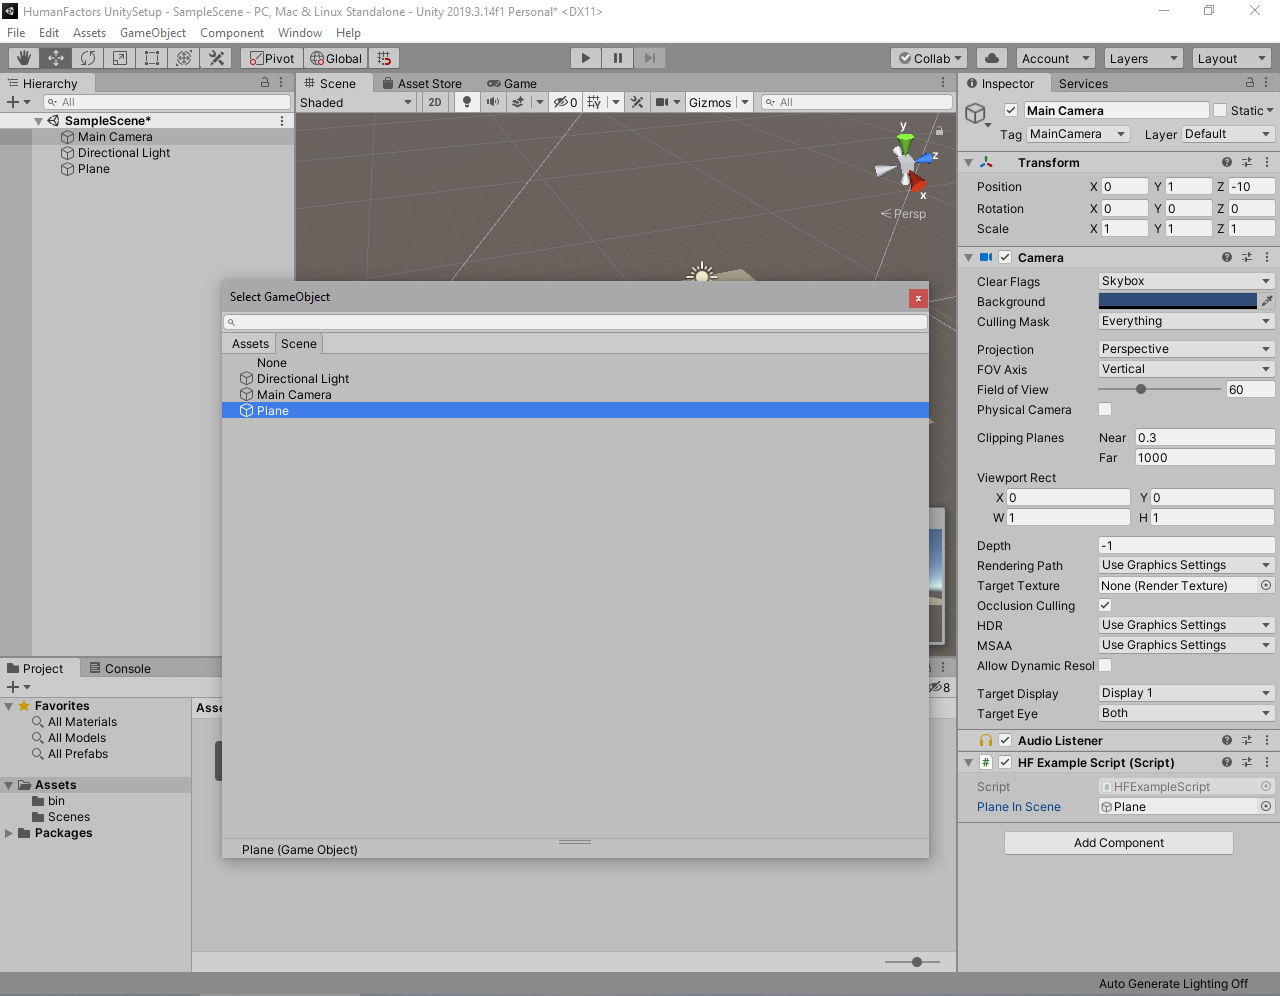 HumanFactors UnitySetup - SampleScene - PC, Mac & Linux Standalone - Unity 2019.3.14f1 Personal* <DX11>
File Edit Assets GameObject Component Window Help
Pivot Global Collab Account Layers Layout
Hierarchy
All
SampleScene*
Main Camera
Directional Light
Plane
Scene Asset Store Game
Shaded 2D 0 Gizmos All
y
z
x
Persp
Select GameObject
x
Assets Scene
None
Directional Light
Main Camera
Plane
Plane (Game Object)
Project Console
8
Favorites
All Materials
All Models
All Prefabs
Assets
bin
Scenes
Packages
Asse
Inspector Services
Main Camera Static
Tag MainCamera Layer Default
Transform
Position X 0 Y 1 Z -10
Rotation X 0 Y 0 Z 0
Scale X 1 Y 1 Z 1
Camera
Clear Flags Skybox
Background
Culling Mask Everything
Projection Perspective
FOV Axis Vertical
Field of View 60
Physical Camera
Clipping Planes Near 0.3
Far 1000
Viewport Rect
X 0 Y 0
W 1 H 1
Depth -1
Rendering Path Use Graphics Settings
Target Texture None (Render Texture)
Occlusion Culling
HDR Use Graphics Settings
MSAA Use Graphics Settings
Allow Dynamic Resol
Target Display Display 1
Target Eye Both
Audio Listener
# HF Example Script (Script)
Script HFExampleScript
Plane In Scene Plane
Add Component
Auto Generate Lighting Off